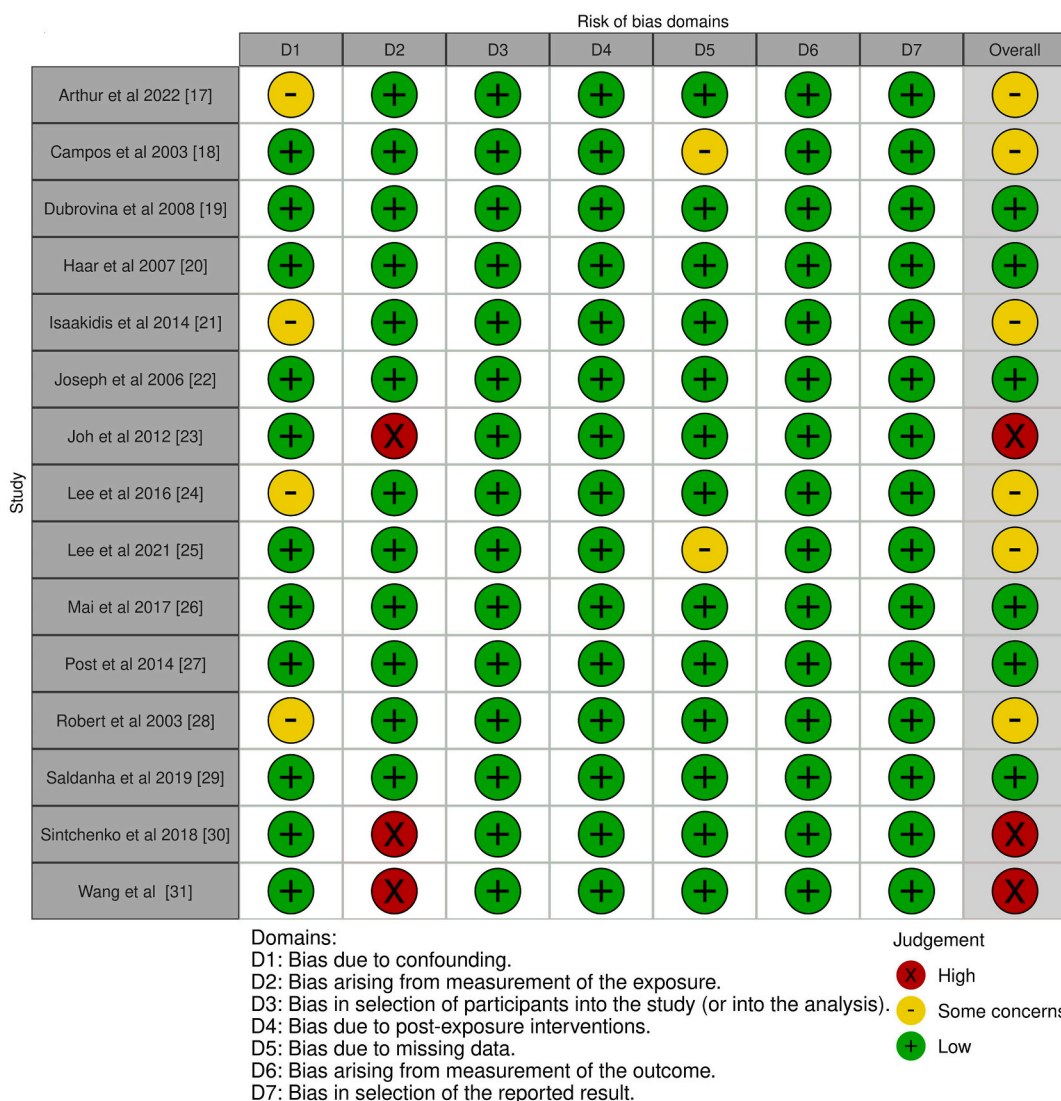 Risk of bias domains
D1 D2 D3 D4 D5 D6 D7 Overall
Study
Arthur et al 2022 [17] - + + + + + + -
Campos et al 2003 [18] + + + + - + + -
Dubrovina et al 2008 [19] + + + + + + + +
Haar et al 2007 [20] + + + + + + + +
Isaakidis et al 2014 [21] - + + + + + + -
Joseph et al 2006 [22] + + + + + + + +
Joh et al 2012 [23] + X + + + + + X
Lee et al 2016 [24] - + + + + + + -
Lee et al 2021 [25] + + + + - + + -
Mai et al 2017 [26] + + + + + + + +
Post et al 2014 [27] + + + + + + + +
Robert et al 2003 [28] - + + + + + + -
Saldanha et al 2019 [29] + + + + + + + +
Sintchenko et al 2018 [30] + X + + + + + X
Wang et al [31] + X + + + + + X
Domains:
D1: Bias due to confounding.
D2: Bias arising from measurement of the exposure.
D3: Bias in selection of participants into the study (or into the analysis).
D4: Bias due to post-exposure interventions.
D5: Bias due to missing data.
D6: Bias arising from measurement of the outcome.
D7: Bias in selection of the reported result.
Judgement
X High
- Some concerns
+ Low